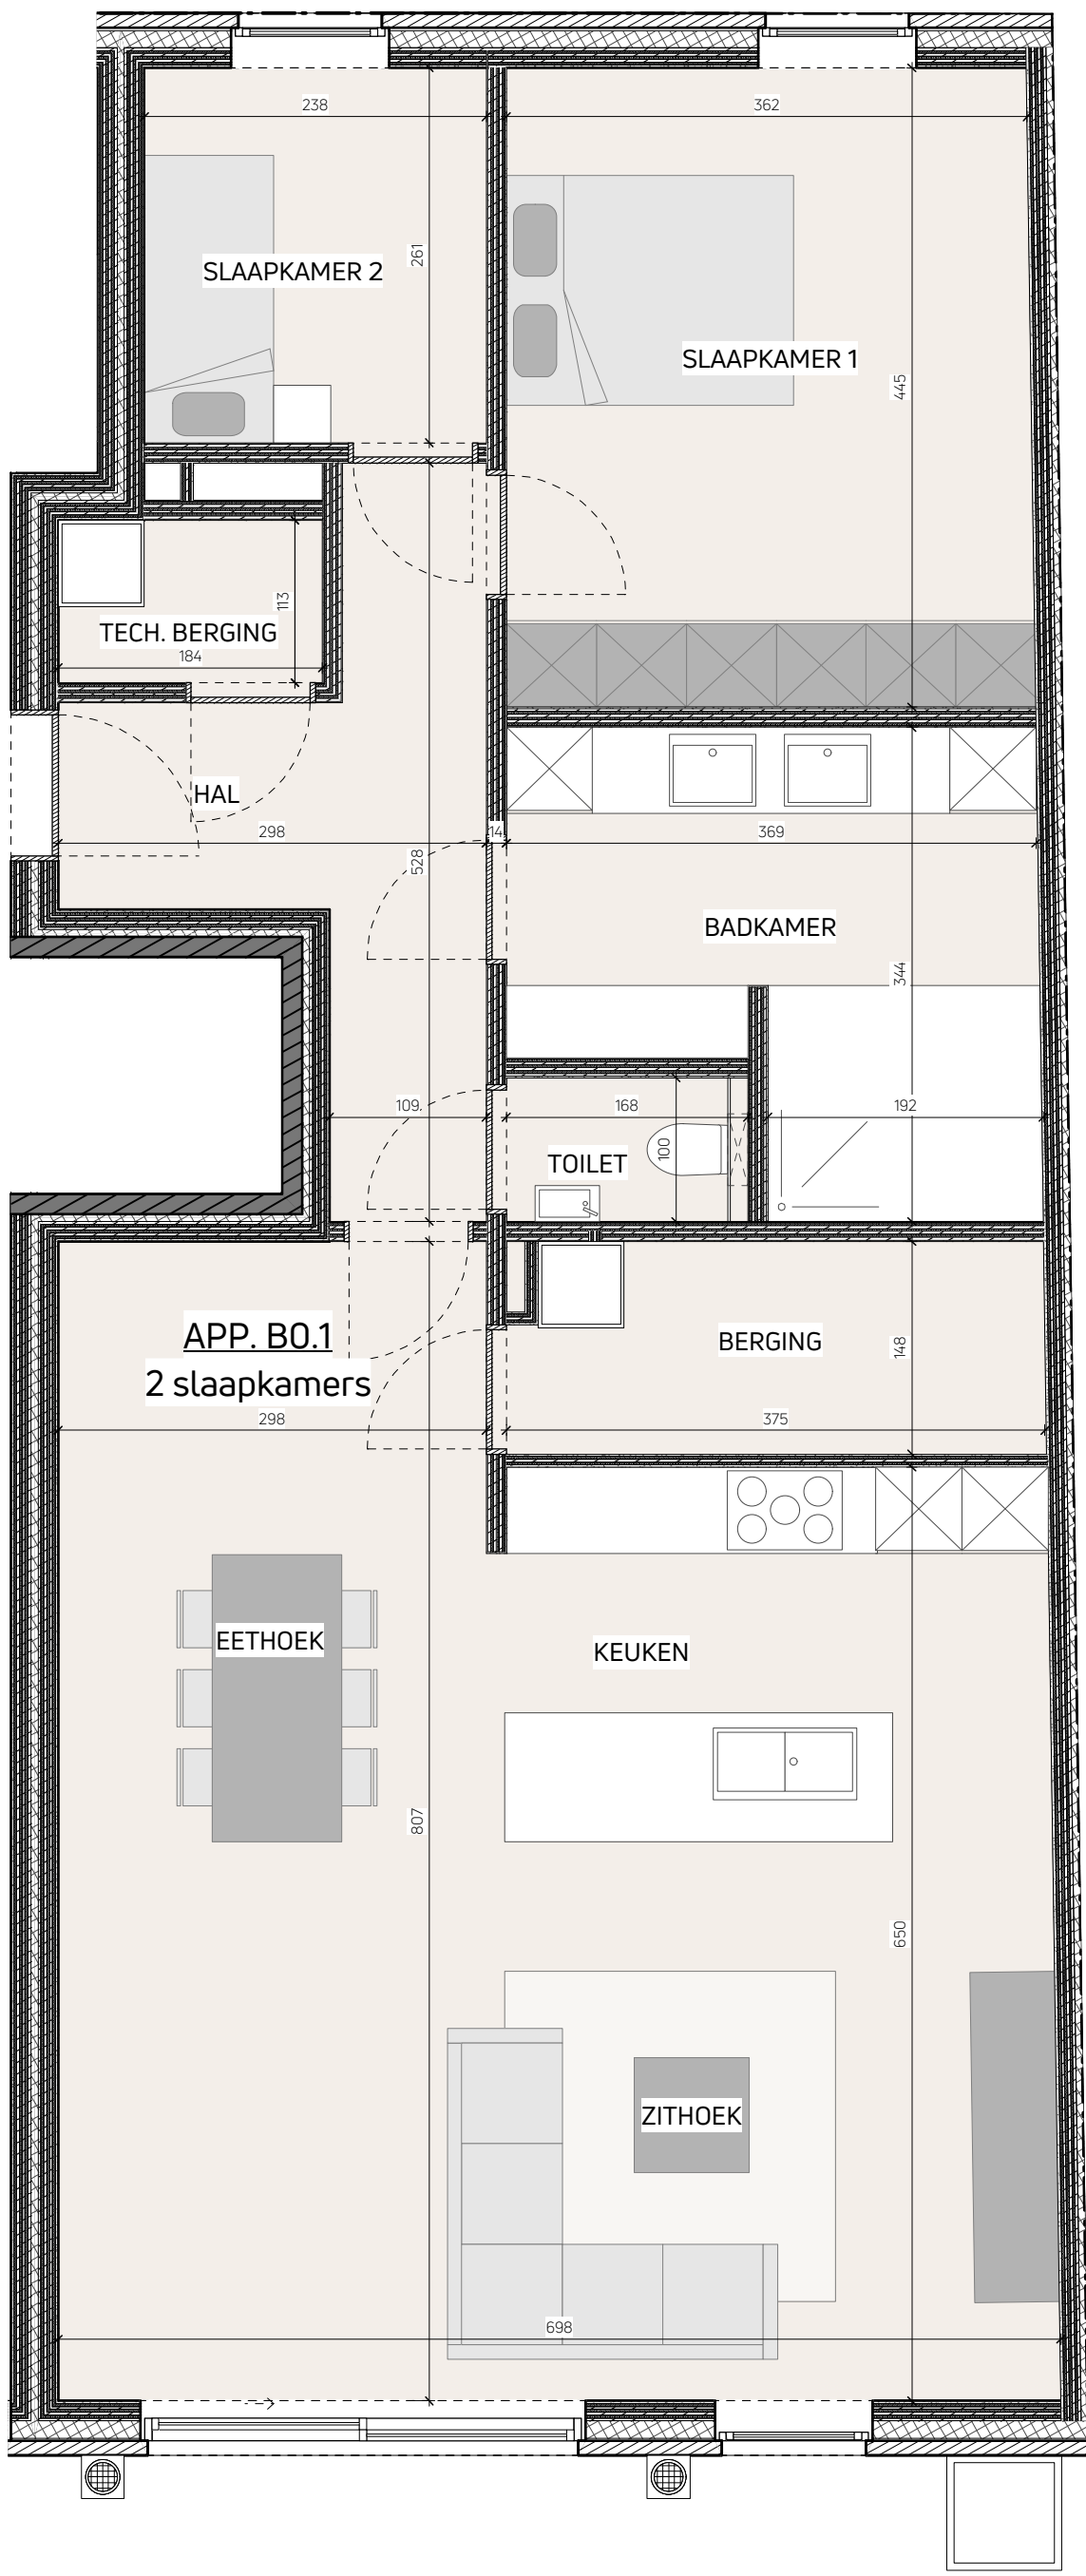 238
362
SLAAPKAMER 2
261
SLAAPKAMER 1
445
113
TECH. BERGING
184
HAL
298
14
369
528
BADKAMER
344
109
168
192
TOILET
100
APP. B0.1
2 slaapkamers
BERGING
148
298
375
EETHOEK
KEUKEN
807
650
ZITHOEK
698